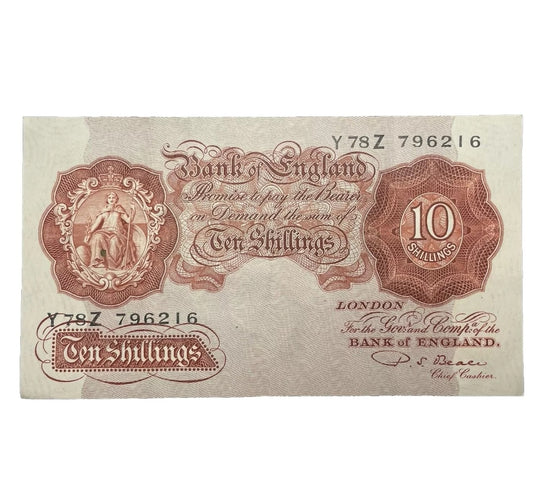 Y78Z 796216
Bank of England
Promise to pay the Bearer
on Demand the sum of
Ten Shillings
10
SHILLINGS
Y78Z 796216
Ten Shillings
LONDON
For the Gov.r and Comp.a of the
BANK OF ENGLAND.
P. S. Beale
Chief Cashier.